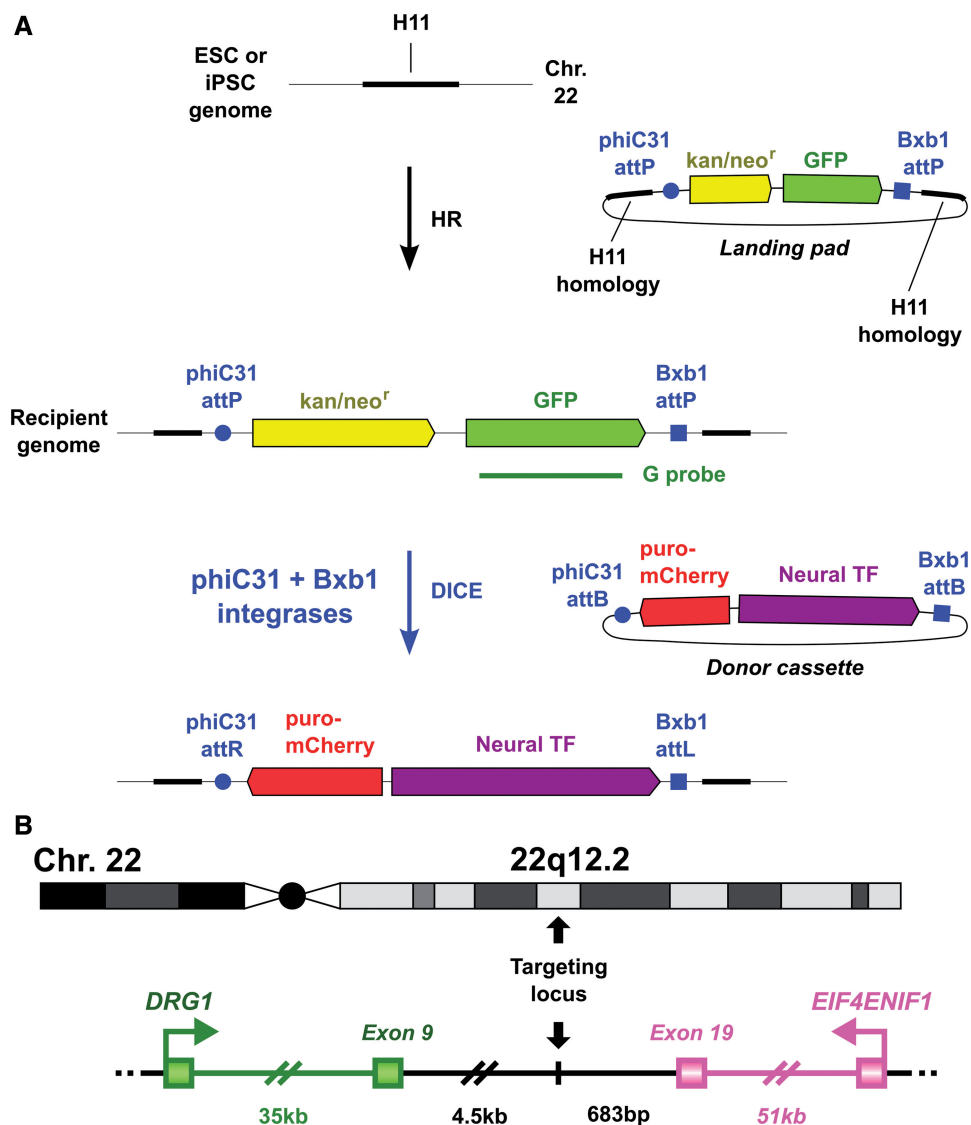 A
H11
ESC or
iPSC
genome
Chr.
22
phiC31
attP
kan/neoʳ
GFP
Bxb1
attP
HR
H11
homology
Landing pad
H11
homology
phiC31
attP
kan/neoʳ
GFP
Bxb1
attP
Recipient
genome
G probe
phiC31 + Bxb1
integrases
DICE
phiC31
attB
puro-
mCherry
Neural TF
Bxb1
attB
Donor cassette
phiC31
attR
puro-
mCherry
Neural TF
Bxb1
attL
B
Chr. 22
22q12.2
Targeting
locus
DRG1
Exon 9
Exon 19
EIF4ENIF1
35kb
4.5kb
683bp
51kb